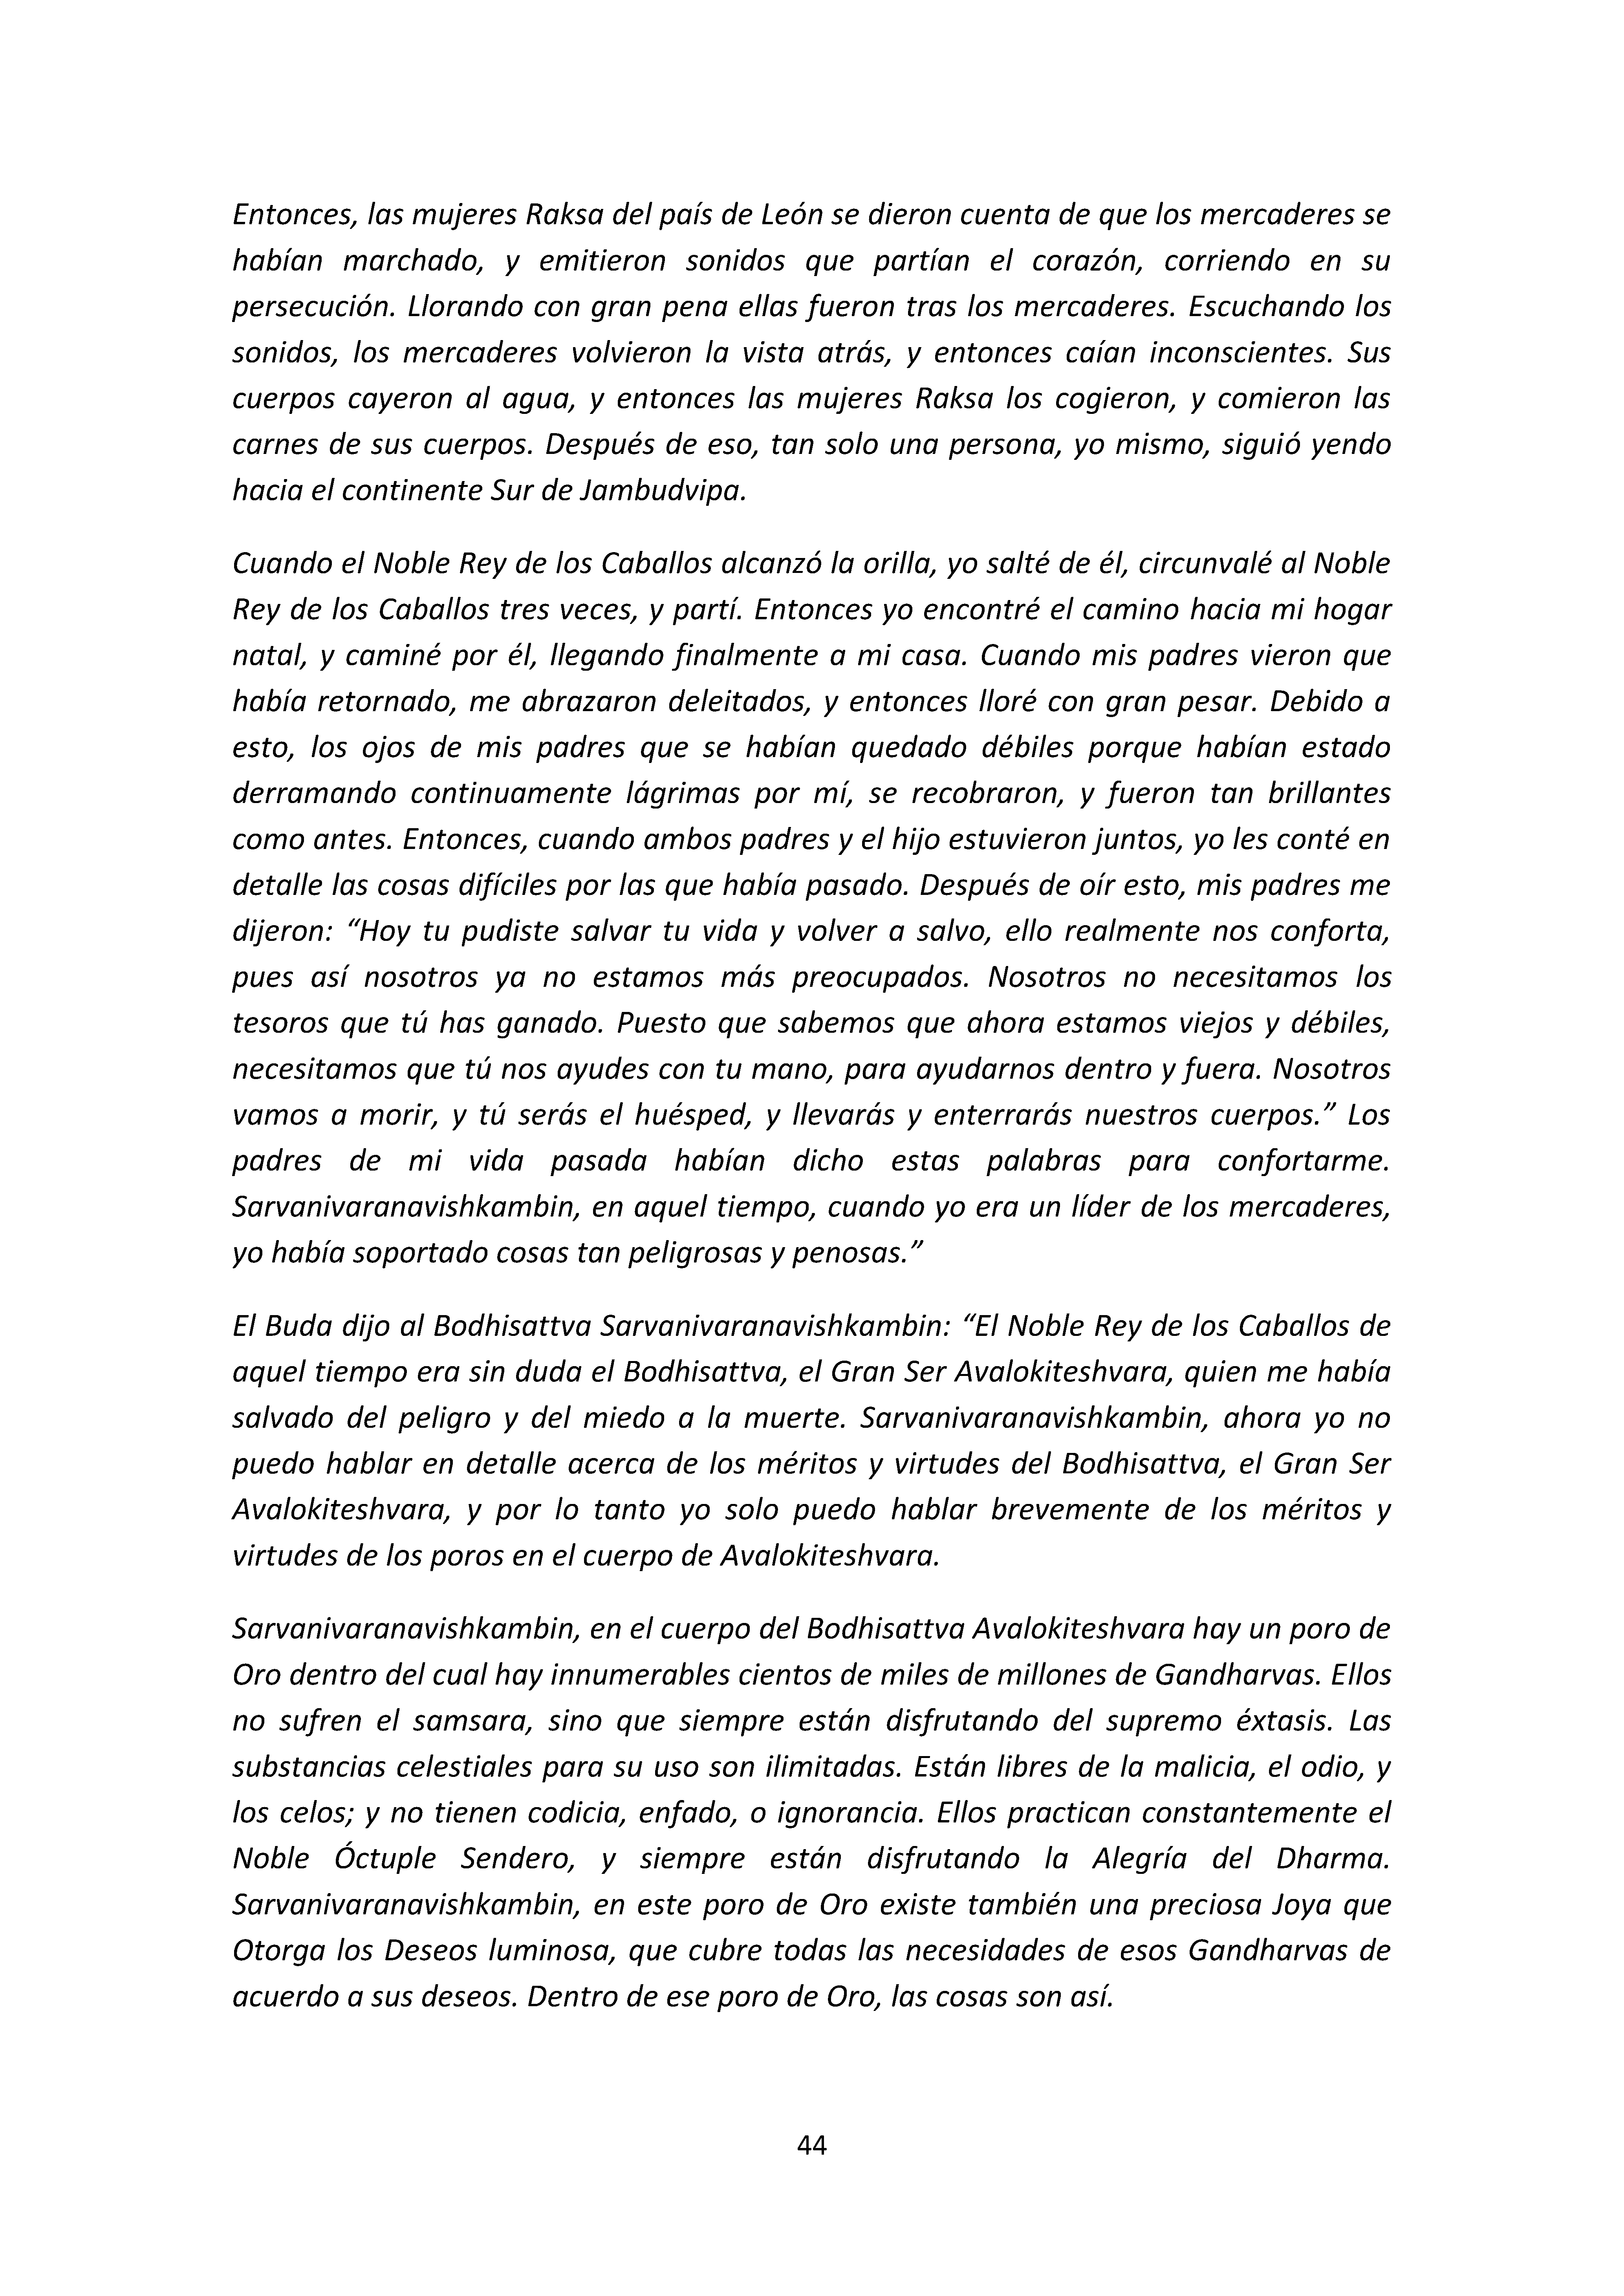 Entonces, las mujeres Raksa del país de León se dieron cuenta de que los mercaderes se
habían marchado, y emitieron sonidos que partían el corazón, corriendo en su
persecución. Llorando con gran pena ellas fueron tras los mercaderes. Escuchando los
sonidos, los mercaderes volvieron la vista atrás, y entonces caían inconscientes. Sus
cuerpos cayeron al agua, y entonces las mujeres Raksa los cogieron, y comieron las
carnes de sus cuerpos. Después de eso, tan solo una persona, yo mismo, siguió yendo
hacia el continente Sur de Jambudvipa.
Cuando el Noble Rey de los Caballos alcanzó la orilla, yo salté de él, circunvalé al Noble
Rey de los Caballos tres veces, y partí. Entonces yo encontré el camino hacia mi hogar
natal, y caminé por él, llegando finalmente a mi casa. Cuando mis padres vieron que
había retornado, me abrazaron deleitados, y entonces lloré con gran pesar. Debido a
esto, los ojos de mis padres que se habían quedado débiles porque habían estado
derramando continuamente lágrimas por mí, se recobraron, y fueron tan brillantes
como antes. Entonces, cuando ambos padres y el hijo estuvieron juntos, yo les conté en
detalle las cosas difíciles por las que había pasado. Después de oír esto, mis padres me
dijeron: “Hoy tu pudiste salvar tu vida y volver a salvo, ello realmente nos conforta,
pues así nosotros ya no estamos más preocupados. Nosotros no necesitamos los
tesoros que tú has ganado. Puesto que sabemos que ahora estamos viejos y débiles,
necesitamos que tú nos ayudes con tu mano, para ayudarnos dentro y fuera. Nosotros
vamos a morir, y tú serás el huésped, y llevarás y enterrarás nuestros cuerpos.” Los
padres de mi vida pasada habían dicho estas palabras para confortarme.
Sarvanivaranavishkambin, en aquel tiempo, cuando yo era un líder de los mercaderes,
yo había soportado cosas tan peligrosas y penosas.”
El Buda dijo al Bodhisattva Sarvanivaranavishkambin: “El Noble Rey de los Caballos de
aquel tiempo era sin duda el Bodhisattva, el Gran Ser Avalokiteshvara, quien me había
salvado del peligro y del miedo a la muerte. Sarvanivaranavishkambin, ahora yo no
puedo hablar en detalle acerca de los méritos y virtudes del Bodhisattva, el Gran Ser
Avalokiteshvara, y por lo tanto yo solo puedo hablar brevemente de los méritos y
virtudes de los poros en el cuerpo de Avalokiteshvara.
Sarvanivaranavishkambin, en el cuerpo del Bodhisattva Avalokiteshvara hay un poro de
Oro dentro del cual hay innumerables cientos de miles de millones de Gandharvas. Ellos
no sufren el samsara, sino que siempre están disfrutando del supremo éxtasis. Las
substancias celestiales para su uso son ilimitadas. Están libres de la malicia, el odio, y
los celos; y no tienen codicia, enfado, o ignorancia. Ellos practican constantemente el
Noble Óctuple Sendero, y siempre están disfrutando la Alegría del Dharma.
Sarvanivaranavishkambin, en este poro de Oro existe también una preciosa Joya que
Otorga los Deseos luminosa, que cubre todas las necesidades de esos Gandharvas de
acuerdo a sus deseos. Dentro de ese poro de Oro, las cosas son así.
44